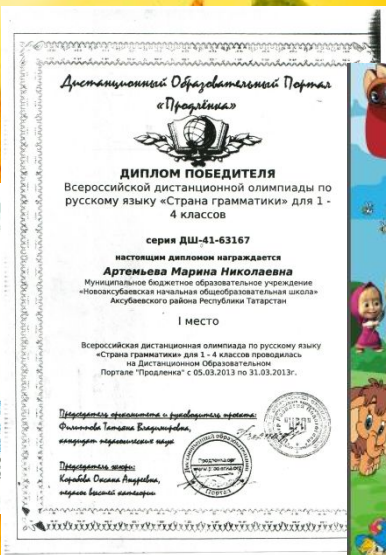 Дистанционный Образовательный Портал
«Продлёнка»
ДИПЛОМ ПОБЕДИТЕЛЯ
Всероссийской дистанционной олимпиады по
русскому языку «Страна грамматики» для 1 -
4 классов
серия ДШ-41-63167
настоящим дипломом награждается
Артемьева Марина Николаевна
Муниципальное бюджетное образовательное учреждение
«Новоаксубаевская начальная общеобразовательная школа»
Аксубаевского района Республики Татарстан
I место
Всероссийская дистанционная олимпиада по русскому языку
«Страна грамматики» для 1 - 4 классов проводилась
на Дистанционном Образовательном
Портале "Продленка" с 05.03.2013 по 31.03.2013г.
Председатель оргкомитета и руководитель проекта:
Филиппова Татьяна Владимировна,
кандидат педагогических наук
Председатель жюри:
Коробова Оксана Андреевна,
педагог высшей категории